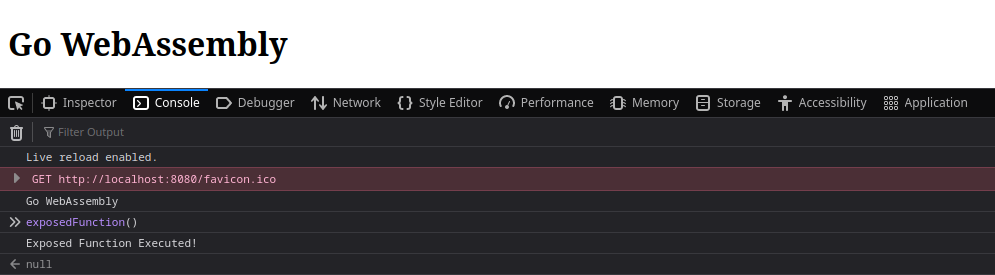 Go WebAssembly
Inspector Console Debugger Network Style Editor Performance Memory Storage Accessibility Application
Filter Output
Live reload enabled.
GET http://localhost:8080/favicon.ico
Go WebAssembly
exposedFunction()
Exposed Function Executed!
null